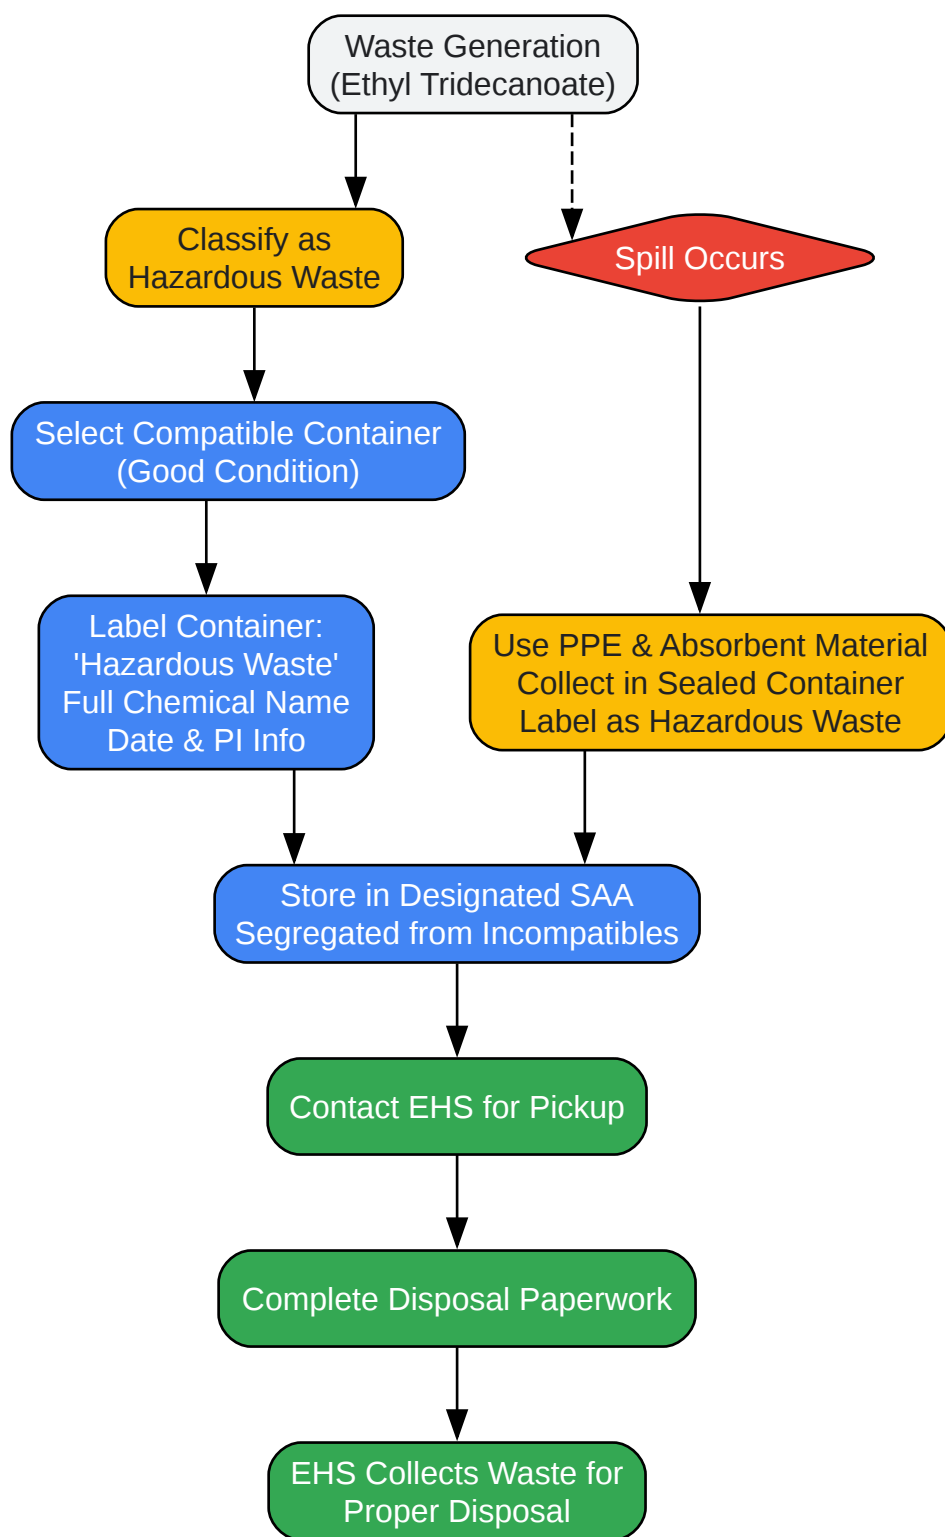 Waste Generation
(Ethyl Tridecanoate)
Classify as
Hazardous Waste
Spill Occurs
Select Compatible Container
(Good Condition)
Label Container:
'Hazardous Waste'
Full Chemical Name
Date & PI Info
Use PPE & Absorbent Material
Collect in Sealed Container
Label as Hazardous Waste
Store in Designated SAA
Segregated from Incompatibles
Contact EHS for Pickup
Complete Disposal Paperwork
EHS Collects Waste for
Proper Disposal